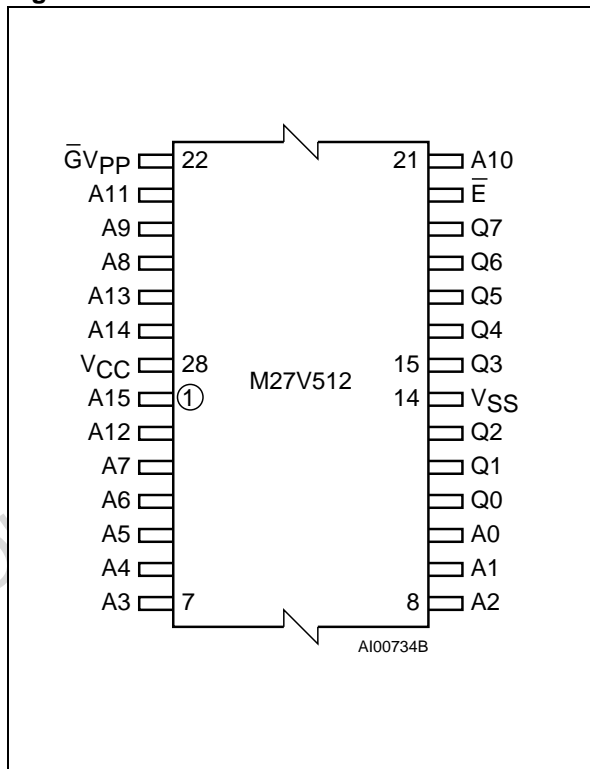 G̅VPP 22 21 A10
A11 E̅
A9 Q7
A8 Q6
A13 Q5
A14 Q4
VCC 28 15 Q3
M27V512
A15 1 14 VSS
A12 Q2
A7 Q1
A6 Q0
A5 A0
A4 A1
A3 7 8 A2
AI00734B